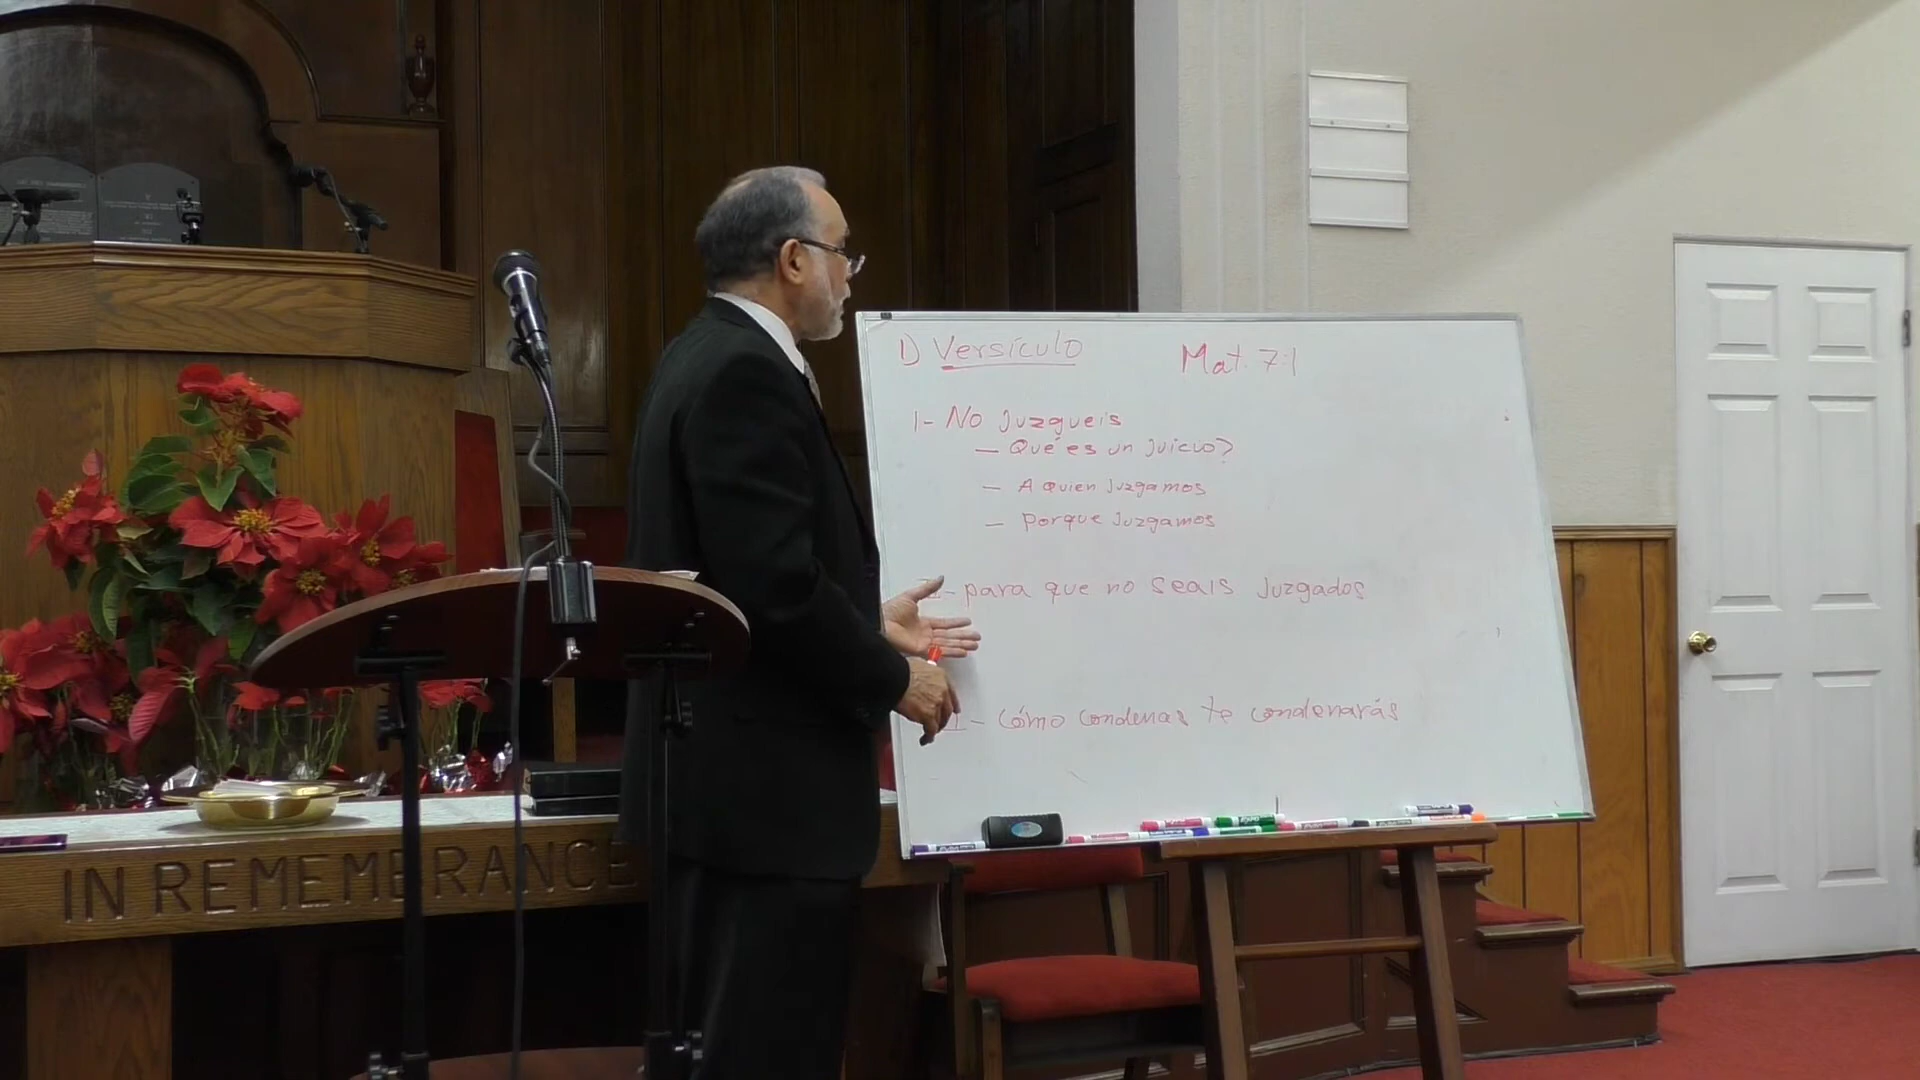 1) Versículo Mat. 7:1
1- No Juzgueis
- Qué es un Juicio?
- A quien Juzgamos
- porque Juzgamos
- para que no seais Juzgados
- cómo condenas te condenarás
IN REMEMBRANCE